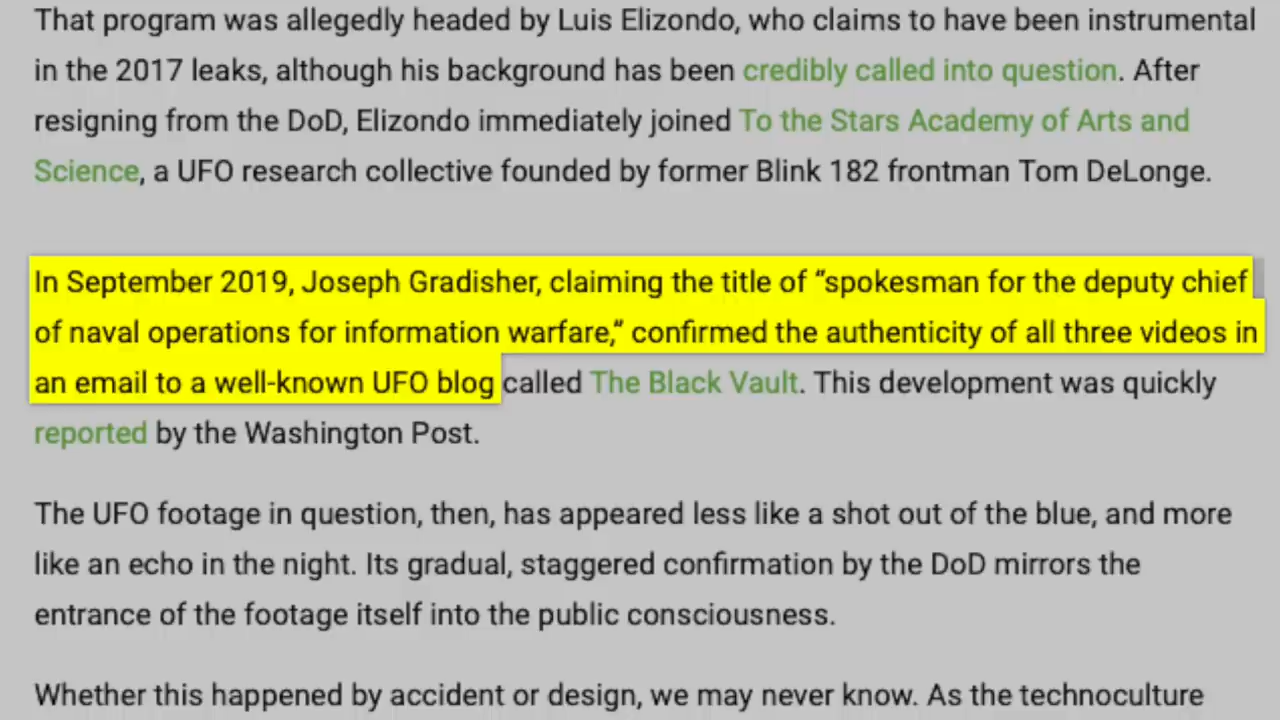 That program was allegedly headed by Luis Elizondo, who claims to have been instrumental
in the 2017 leaks, although his background has been credibly called into question. After
resigning from the DoD, Elizondo immediately joined To the Stars Academy of Arts and
Science, a UFO research collective founded by former Blink 182 frontman Tom DeLonge.
In September 2019, Joseph Gradisher, claiming the title of “spokesman for the deputy chief
of naval operations for information warfare,” confirmed the authenticity of all three videos in
an email to a well-known UFO blog called The Black Vault. This development was quickly
reported by the Washington Post.
The UFO footage in question, then, has appeared less like a shot out of the blue, and more
like an echo in the night. Its gradual, staggered confirmation by the DoD mirrors the
entrance of the footage itself into the public consciousness.
Whether this happened by accident or design, we may never know. As the technoculture